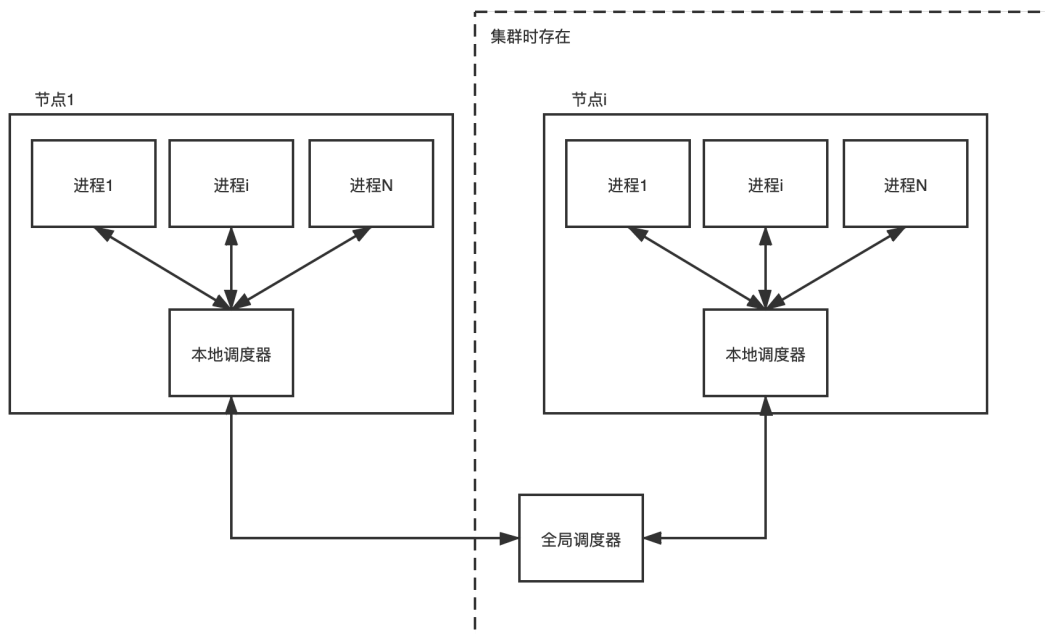 集群时存在
节点1
节点i
进程1
进程i
进程N
进程1
进程i
进程N
本地调度器
本地调度器
全局调度器